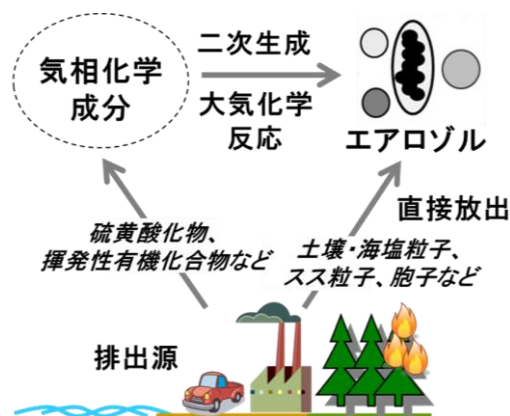 気相化学
成分
二次生成
大気化学
反応
エアロゾル
直接放出
硫黄酸化物、
揮発性有機化合物など
土壌・海塩粒子、
スス粒子、胞子など
排出源